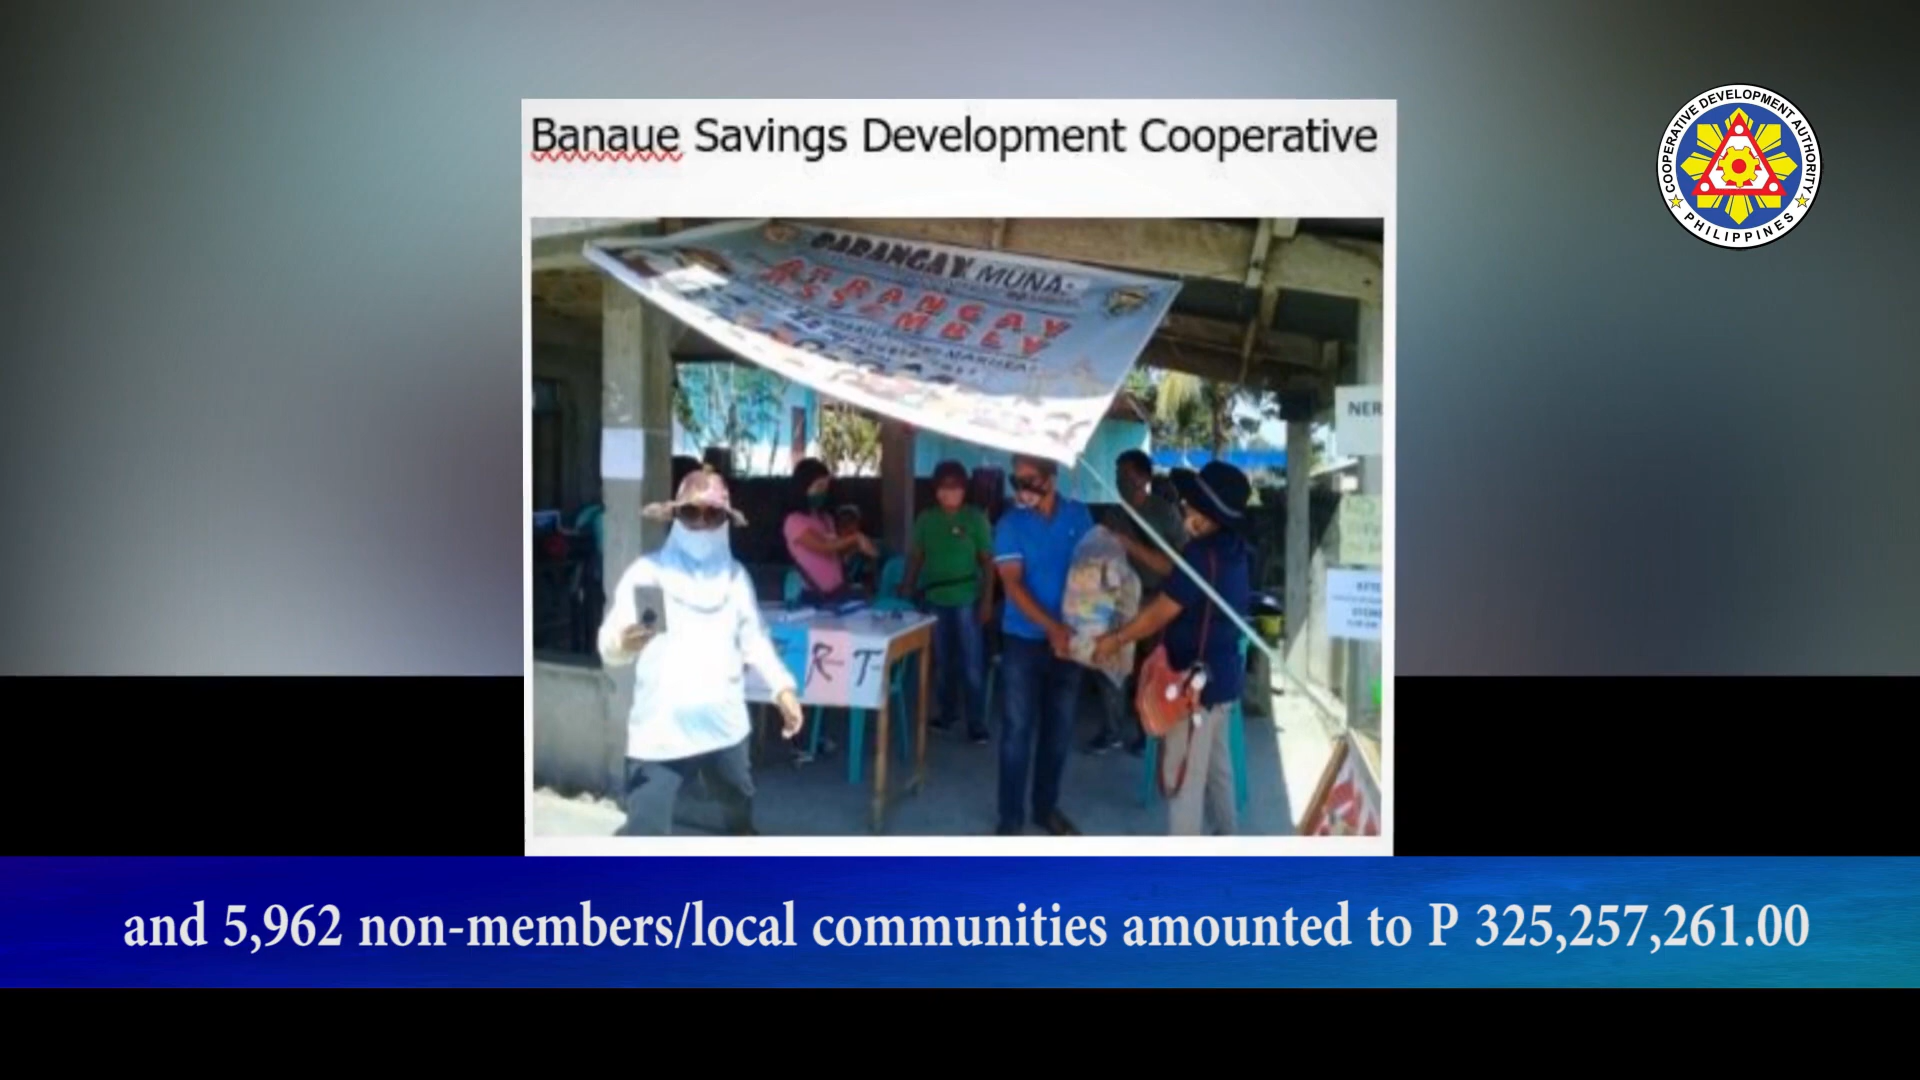 Banaue Savings Development Cooperative
COOPERATIVE DEVELOPMENT AUTHORITY
PHILIPPINES
BARANGAY MUNA
BARANGAY
ASSEMBLY
NER
R T
and 5,962 non-members/local communities amounted to P 325,257,261.00